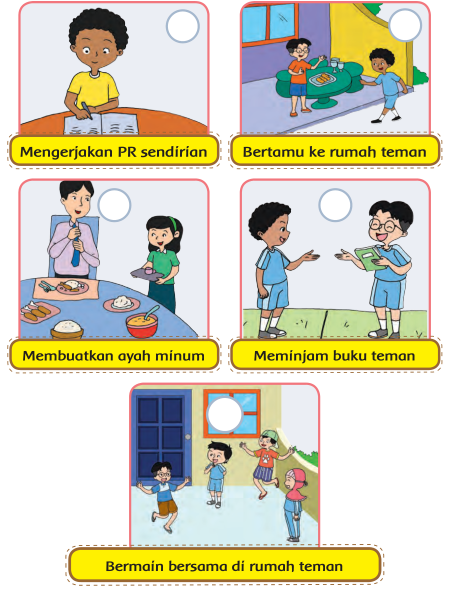 Mengerjakan PR sendirian
Bertamu ke rumah teman
Membuatkan ayah minum
Meminjam buku teman
Bermain bersama di rumah teman